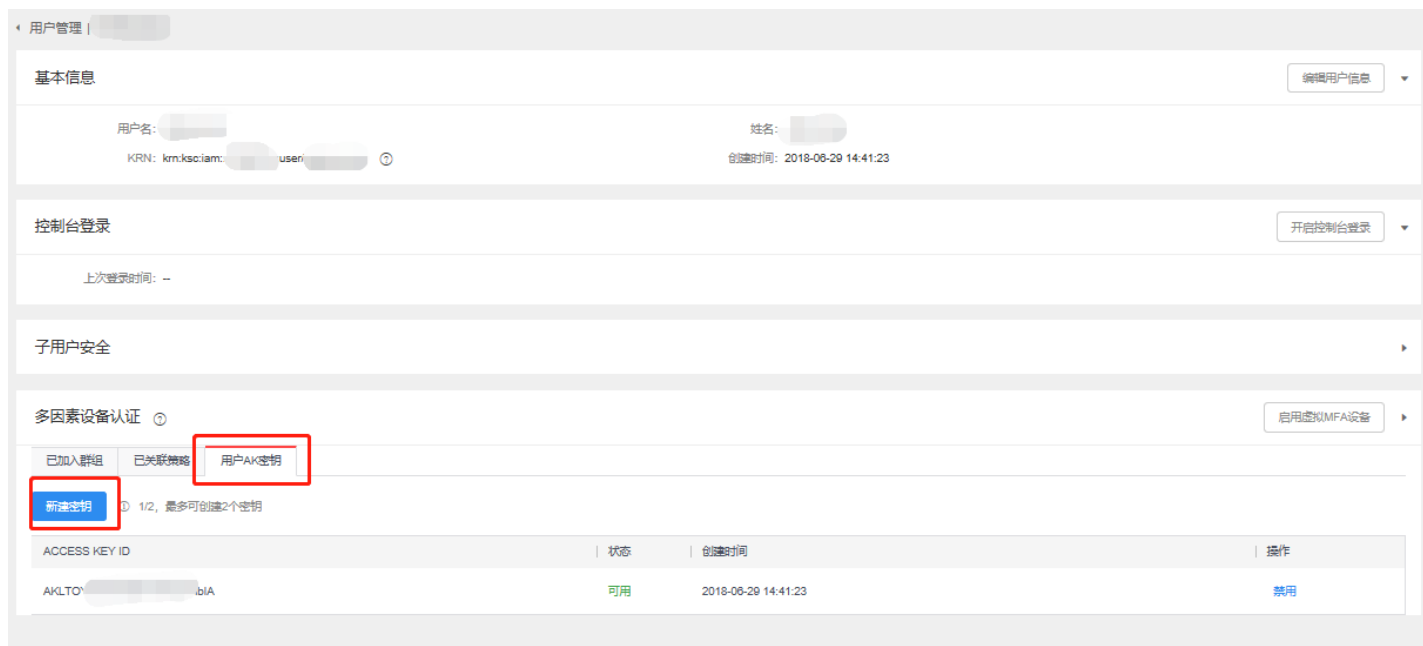 用户管理 |
基本信息 编辑用户信息
用户名: 姓名:
KRN: krn:ksc:iam: :user/ 创建时间: 2018-06-29 14:41:23
控制台登录 开启控制台登录
上次登录时间: --
子用户安全
多因素设备认证 启用虚拟MFA设备
已加入群组 已关联策略 用户AK密钥
新建密钥 1/2, 最多可创建2个密钥
ACCESS KEY ID 状态 创建时间 操作
AKLTO bIA 可用 2018-06-29 14:41:23 禁用